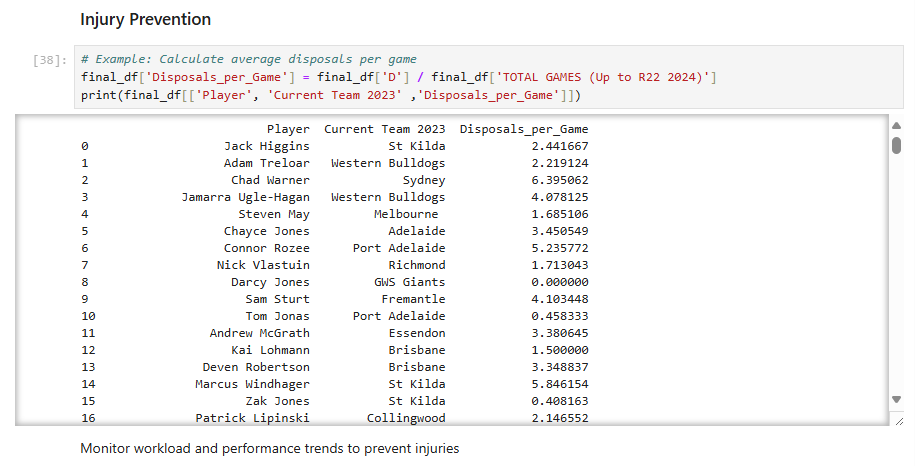 Injury Prevention
[38]: # Example: Calculate average disposals per game
final_df['Disposals_per_Game'] = final_df['D'] / final_df['TOTAL GAMES (Up to R22 2024)']
print(final_df[['Player', 'Current Team 2023' ,'Disposals_per_Game']])
Player Current Team 2023 Disposals_per_Game
0 Jack Higgins St Kilda 2.441667
1 Adam Treloar Western Bulldogs 2.219124
2 Chad Warner Sydney 6.395062
3 Jamarra Ugle-Hagan Western Bulldogs 4.078125
4 Steven May Melbourne 1.685106
5 Chayce Jones Adelaide 3.450549
6 Connor Rozee Port Adelaide 5.235772
7 Nick Vlastuin Richmond 1.713043
8 Darcy Jones GWS Giants 0.000000
9 Sam Sturt Fremantle 4.103448
10 Tom Jonas Port Adelaide 0.458333
11 Andrew McGrath Essendon 3.380645
12 Kai Lohmann Brisbane 1.500000
13 Deven Robertson Brisbane 3.348837
14 Marcus Windhager St Kilda 5.846154
15 Zak Jones St Kilda 0.408163
16 Patrick Lipinski Collingwood 2.146552
Monitor workload and performance trends to prevent injuries